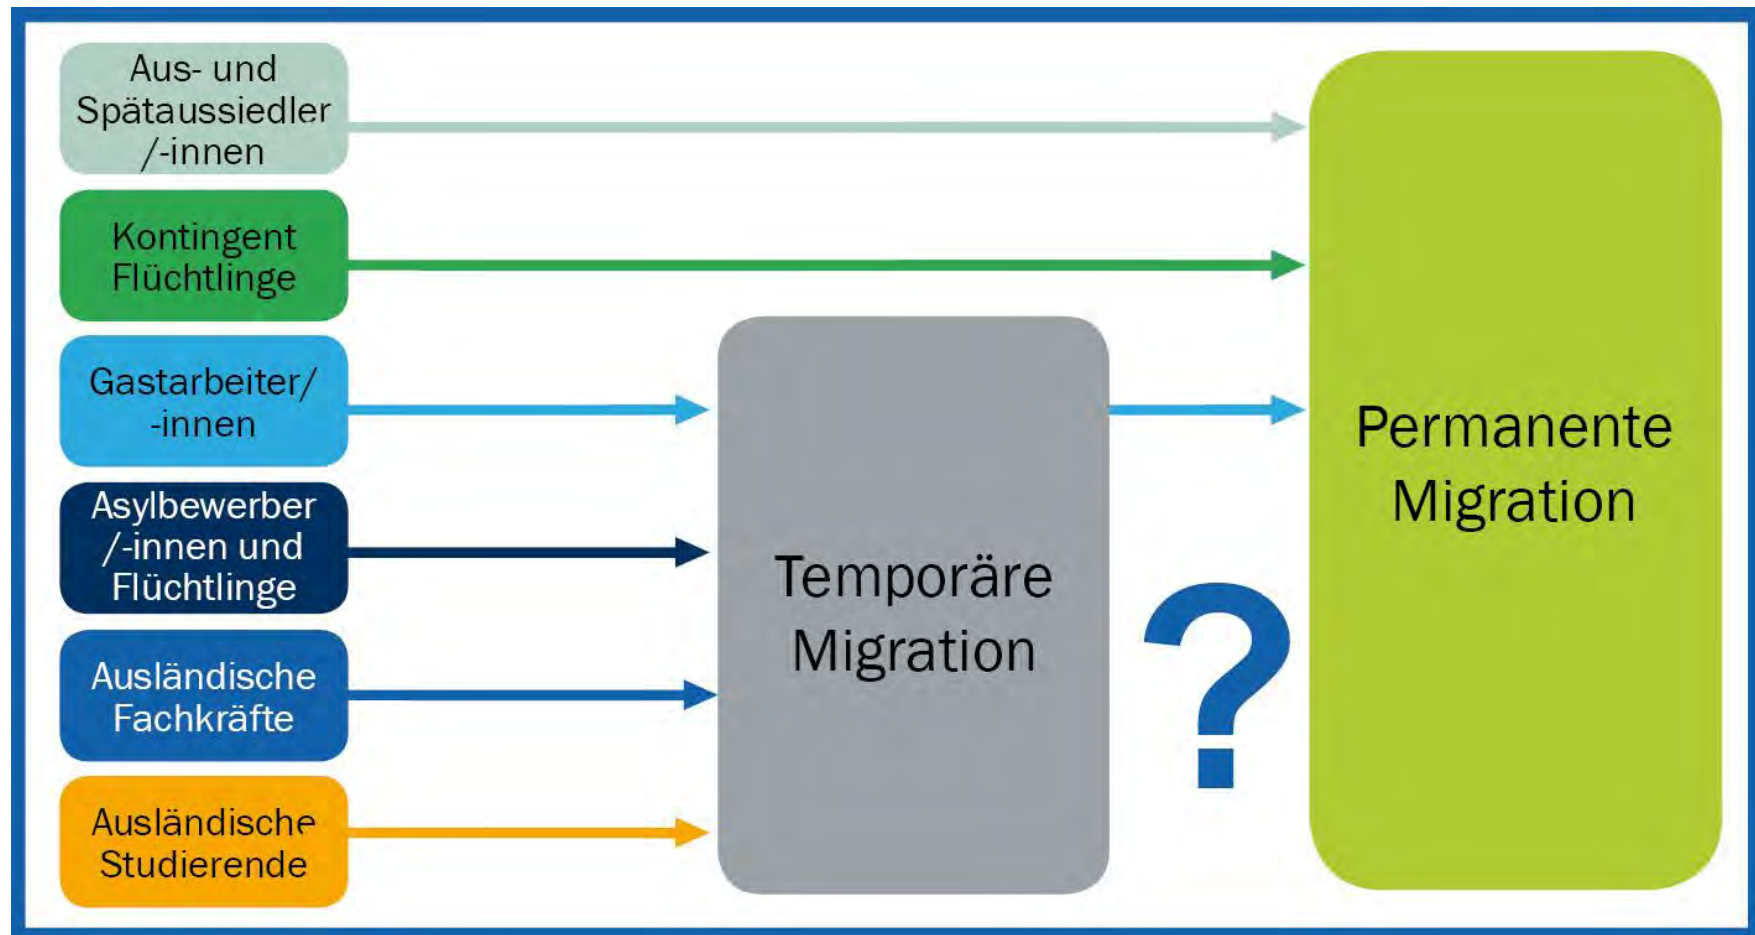 Aus- und
Spätaussiedler
/-innen
Kontingent
Flüchtlinge
Gastarbeiter/
-innen
Asylbewerber
/-innen und
Flüchtlinge
Ausländische
Fachkräfte
Ausländische
Studierende
Temporäre
Migration
?
Permanente
Migration